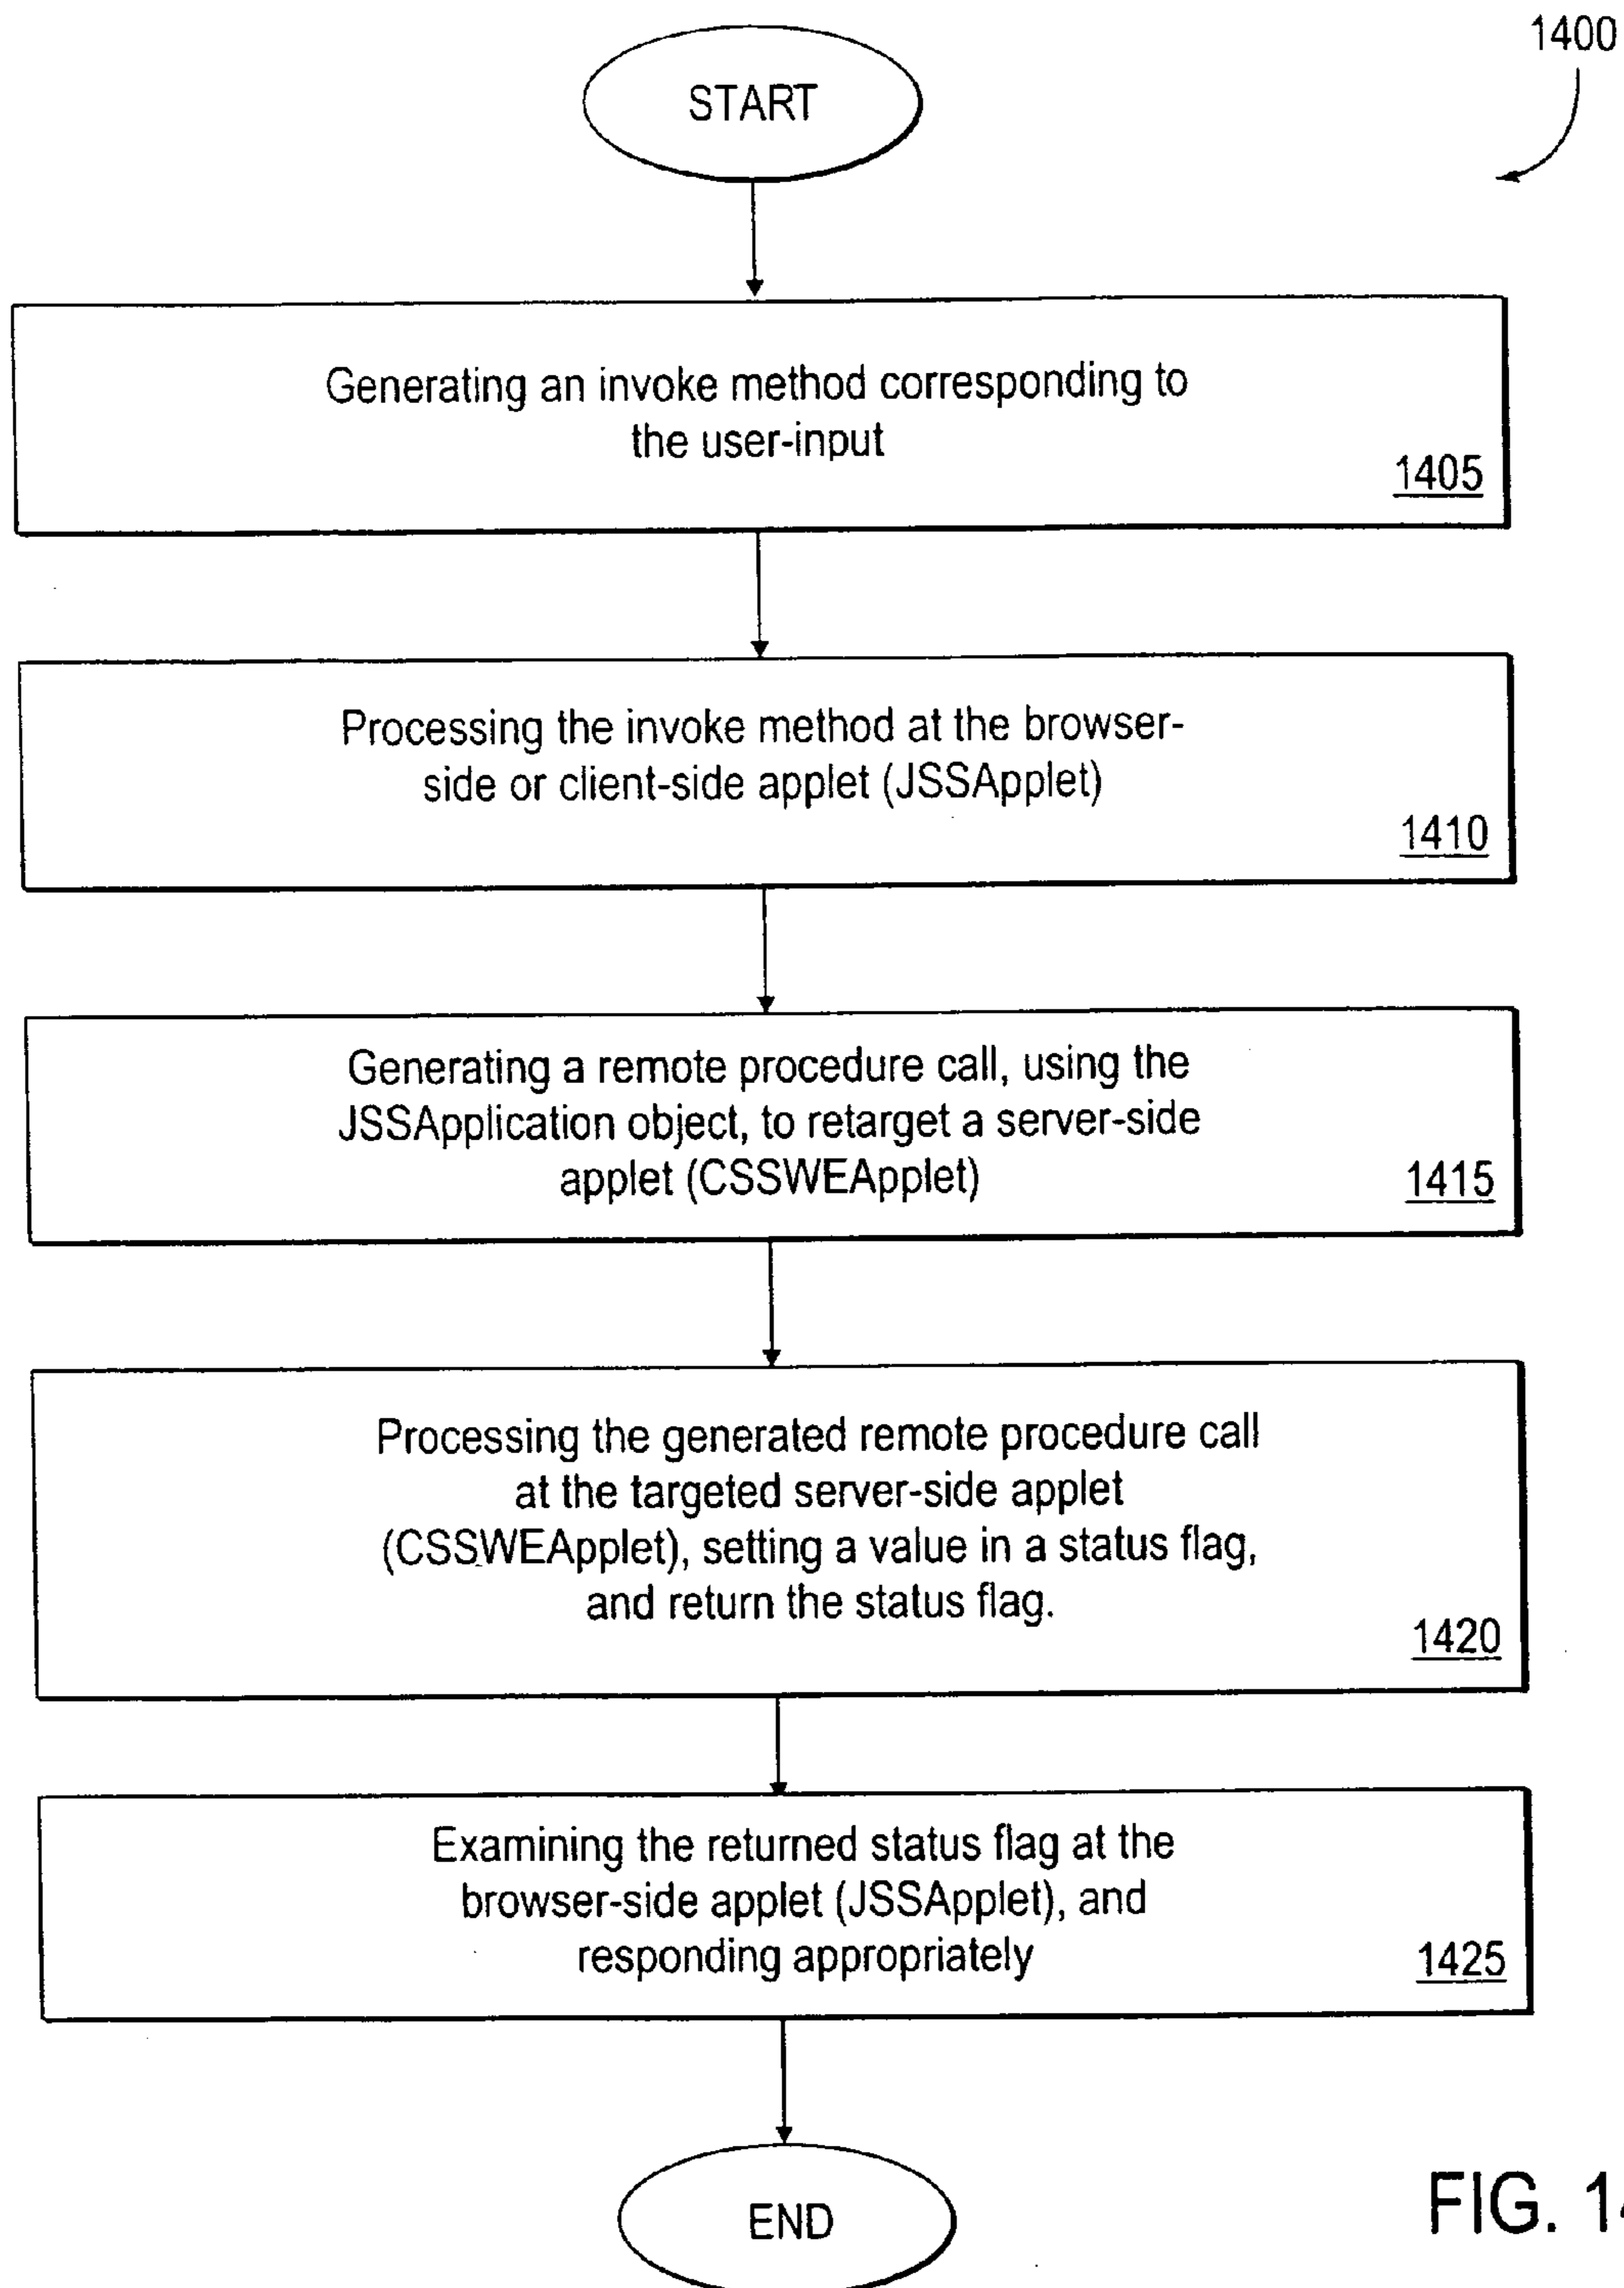 1400
START
Generating an invoke method corresponding to
the user-input
1405
Processing the invoke method at the browser-
side or client-side applet (JSSApplet)
1410
Generating a remote procedure call, using the
JSSApplication object, to retarget a server-side
applet (CSSWEApplet)
1415
Processing the generated remote procedure call
at the targeted server-side applet
(CSSWEApplet), setting a value in a status flag,
and return the status flag.
1420
Examining the returned status flag at the
browser-side applet (JSSApplet), and
responding appropriately
1425
END
FIG. 14